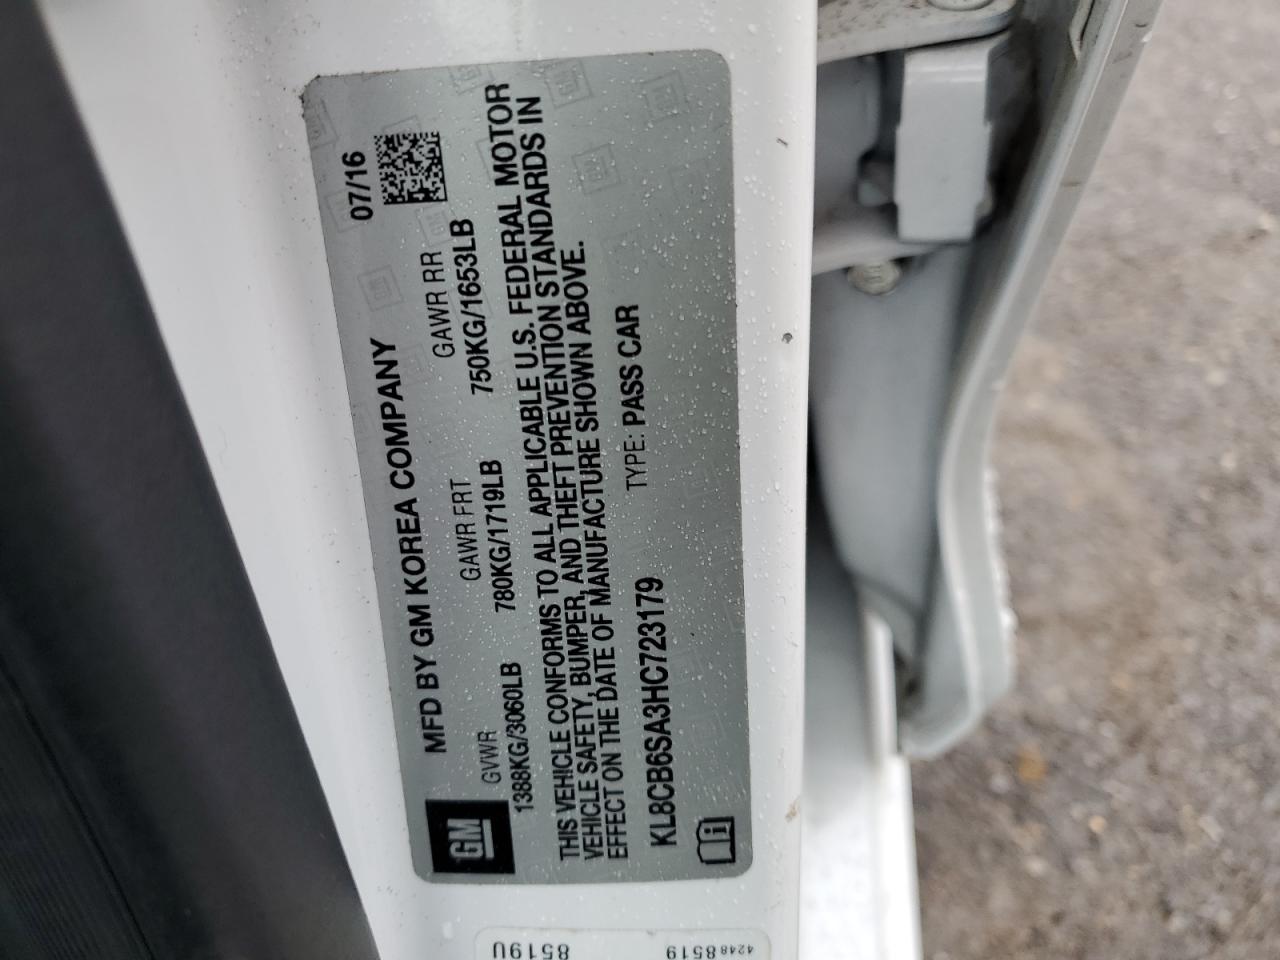 MFD BY GM KOREA COMPANY 07/16
GM
GVWR GAWR FRT GAWR RR
1388KG/3060LB 780KG/1719LB 750KG/1653LB
THIS VEHICLE CONFORMS TO ALL APPLICABLE U.S. FEDERAL MOTOR
VEHICLE SAFETY, BUMPER, AND THEFT PREVENTION STANDARDS IN
EFFECT ON THE DATE OF MANUFACTURE SHOWN ABOVE.
KL8CB6SA3HC723179 TYPE: PASS CAR
42488519
8519U